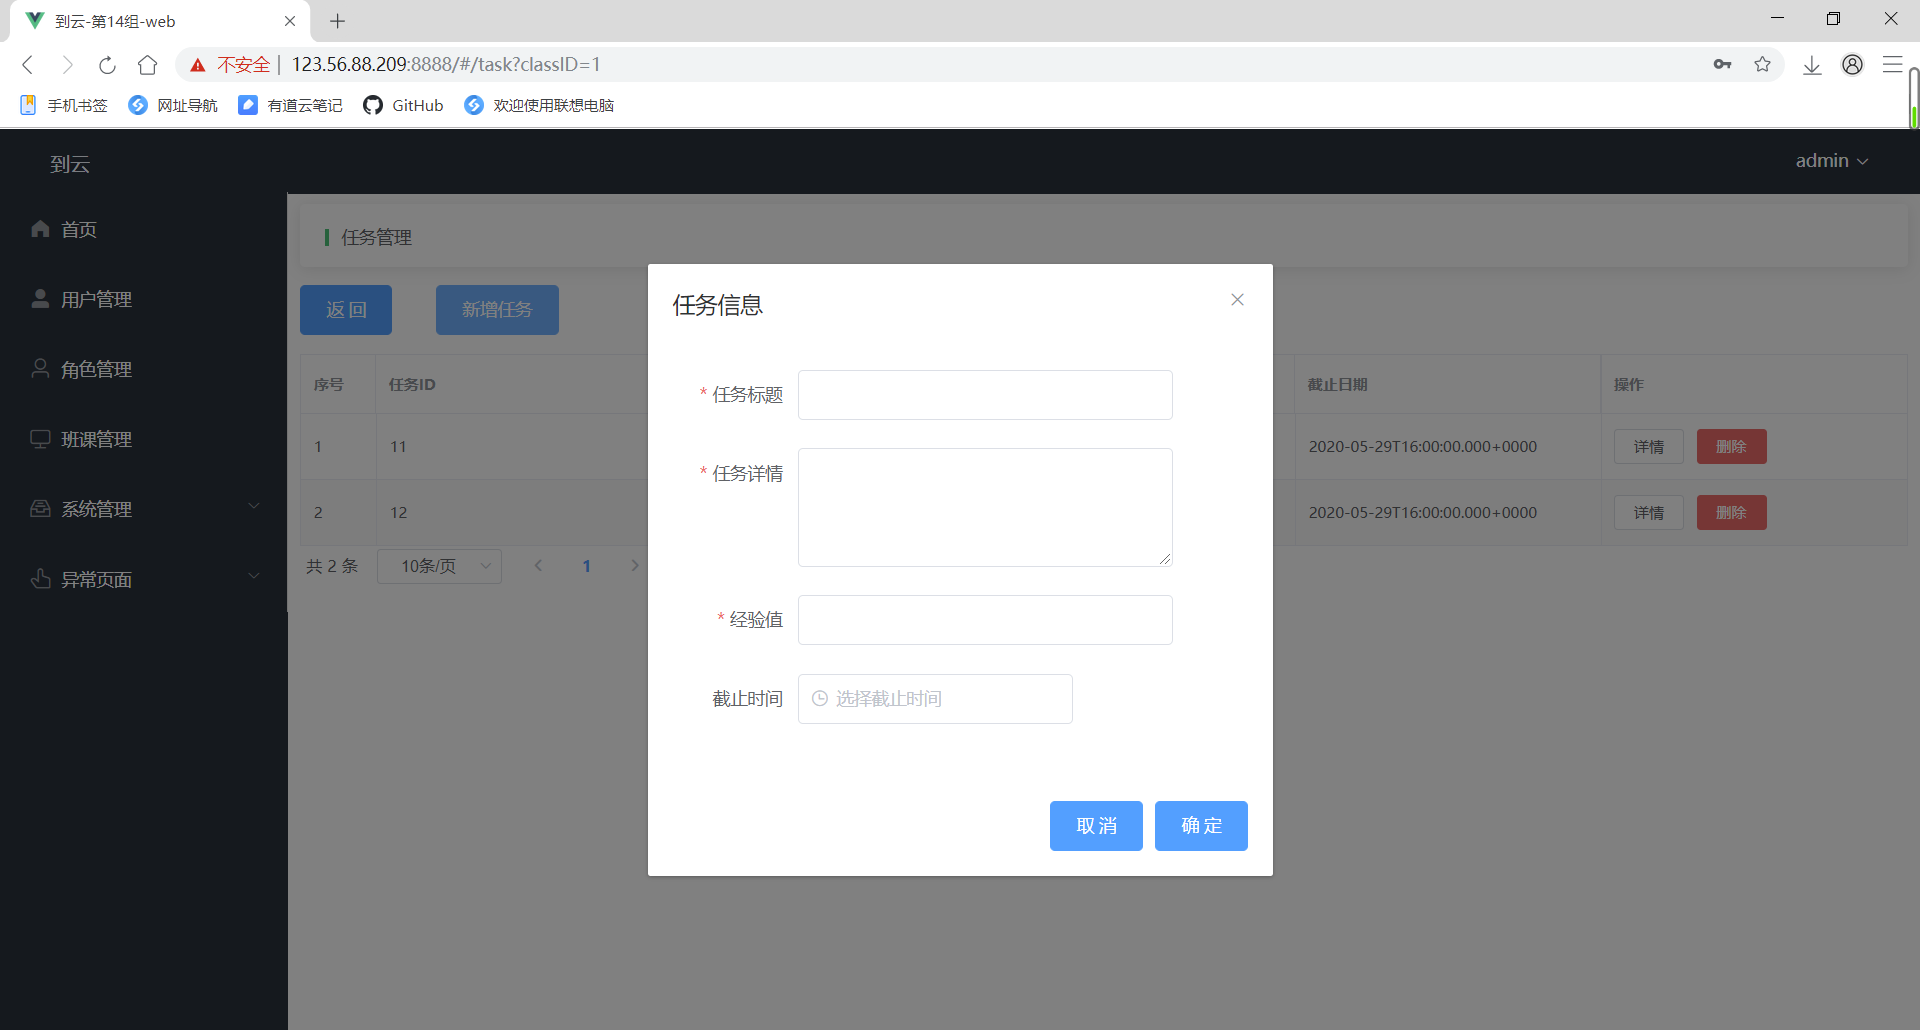 到云-第14组-web
不安全 | 123.56.88.209:8888/#/task?classID=1
手机书签 网址导航 有道云笔记 GitHub 欢迎使用联想电脑
到云 admin
首页
用户管理
角色管理
班课管理
系统管理
异常页面
任务管理
返回 新增任务
序号 任务ID 截止日期 操作
1 11 2020-05-29T16:00:00.000+0000 详情 删除
2 12 2020-05-29T16:00:00.000+0000 详情 删除
共 2 条 10条/页 1
任务信息
* 任务标题
* 任务详情
* 经验值
截止时间 选择截止时间
取消 确定